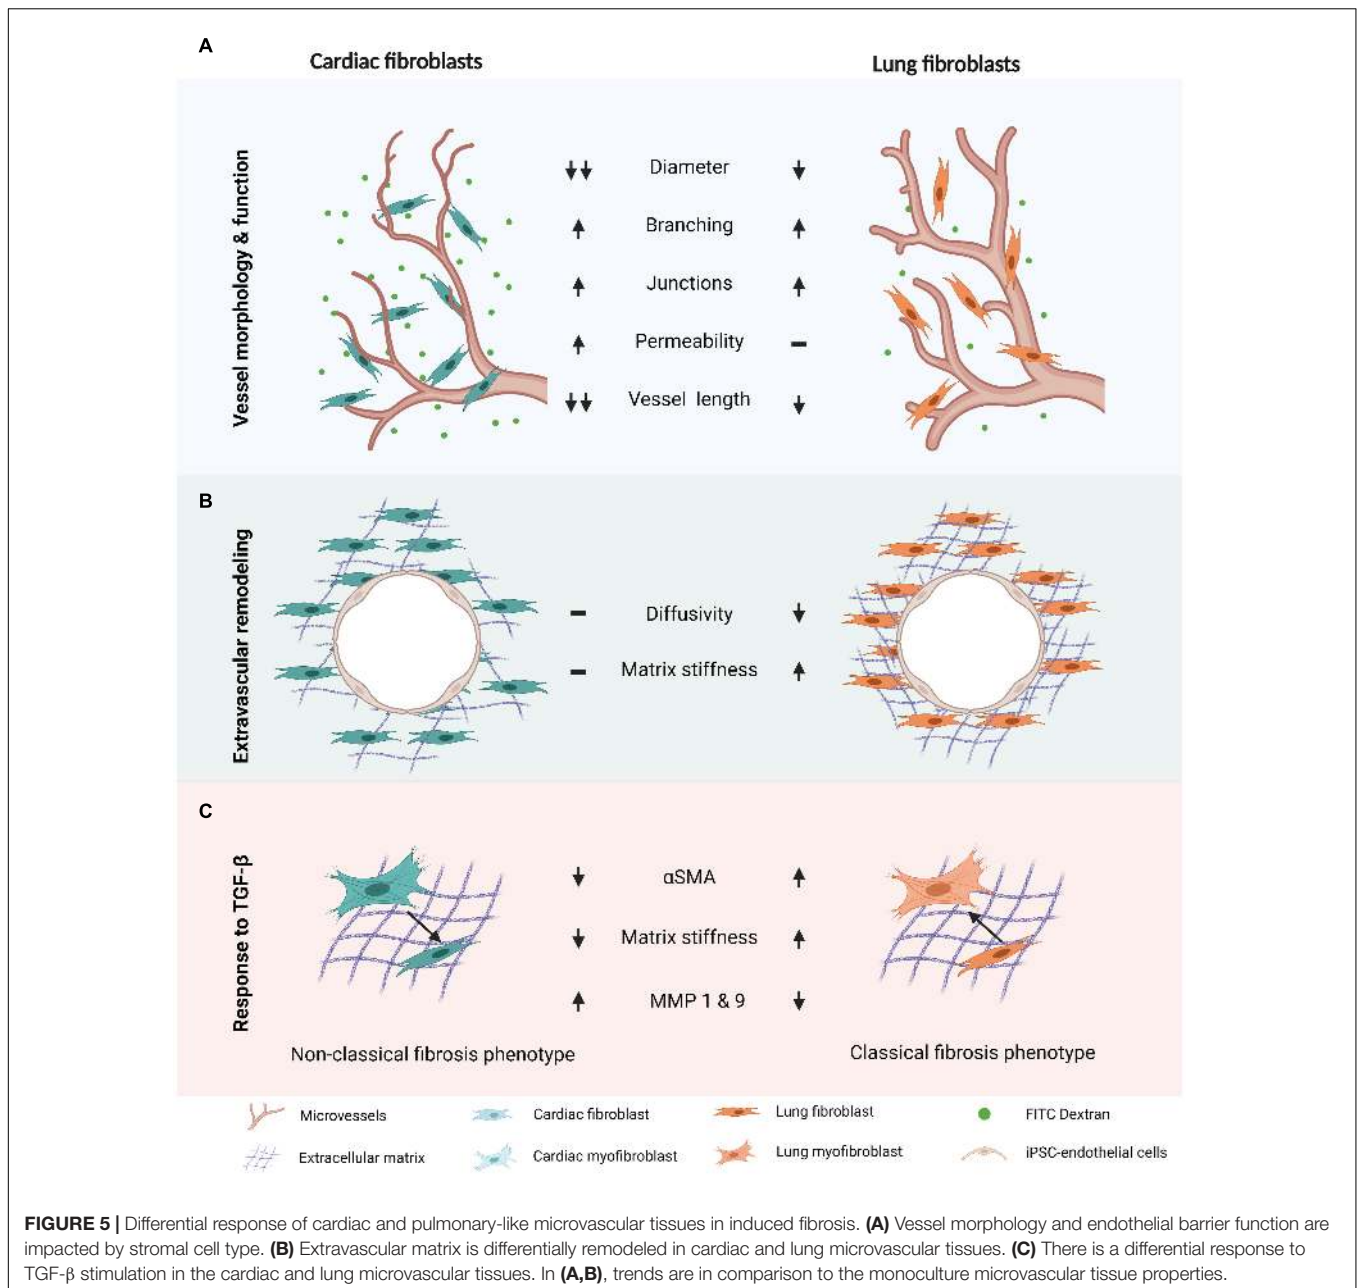 A
Cardiac fibroblasts
Lung fibroblasts
Vessel morphology & function
Diameter
Branching
Junctions
Permeability
Vessel length
B
Extravascular remodeling
Diffusivity
Matrix stiffness
C
Response to TGF-β
αSMA
Matrix stiffness
MMP 1 & 9
Non-classical fibrosis phenotype
Classical fibrosis phenotype
Microvessels
Cardiac fibroblast
Lung fibroblast
FITC Dextran
Extracellular matrix
Cardiac myofibroblast
Lung myofibroblast
iPSC-endothelial cells
FIGURE 5 | Differential response of cardiac and pulmonary-like microvascular tissues in induced fibrosis. (A) Vessel morphology and endothelial barrier function are
impacted by stromal cell type. (B) Extravascular matrix is differentially remodeled in cardiac and lung microvascular tissues. (C) There is a differential response to
TGF-β stimulation in the cardiac and lung microvascular tissues. In (A,B), trends are in comparison to the monoculture microvascular tissue properties.